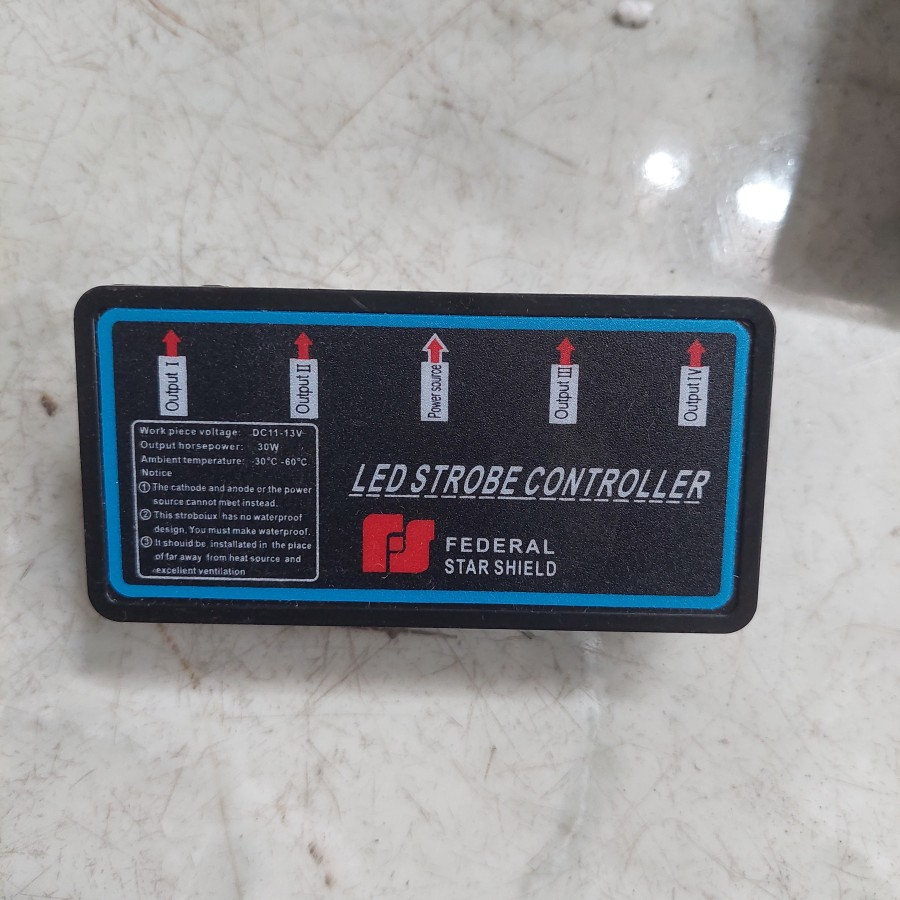 Output I
Output II
Power source
Output III
Output IV
Work piece voltage: DC11-13V
Output horsepower: 30W
Ambient temperature: -30°C -60°C
Notice
① The cathode and anode or the power
source cannot meet instead.
② This strobolux has no waterproof
design. You must make waterproof.
③ It should be installated in the place
of far away from heat source and
excellent ventilation
LED STROBE CONTROLLER
FS
FEDERAL
STAR SHIELD